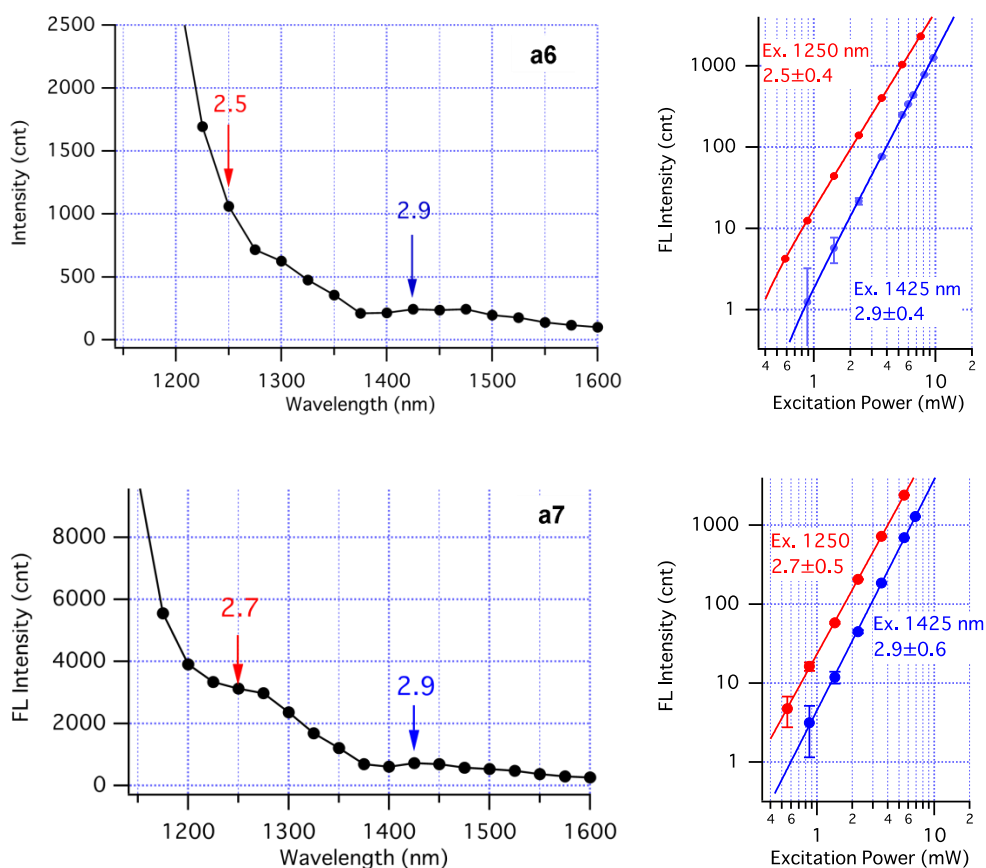 2500
2000
1500
1000
500
0
Intensity (cnt)
a6
2.5
2.9
1200 1300 1400 1500 1600
Wavelength (nm)
1000
100
10
1
FL Intensity (cnt)
Ex. 1250 nm
2.5±0.4
Ex. 1425 nm
2.9±0.4
4 6 1 2 4 6 10 2
Excitation Power (mW)
8000
6000
4000
2000
0
FL Intensity (cnt)
a7
2.7
2.9
1200 1300 1400 1500 1600
Wavelength (nm)
1000
100
10
1
FL Intensity (cnt)
Ex. 1250
2.7±0.5
Ex. 1425 nm
2.9±0.6
4 6 1 2 4 6 10 2
Excitation Power (mW)